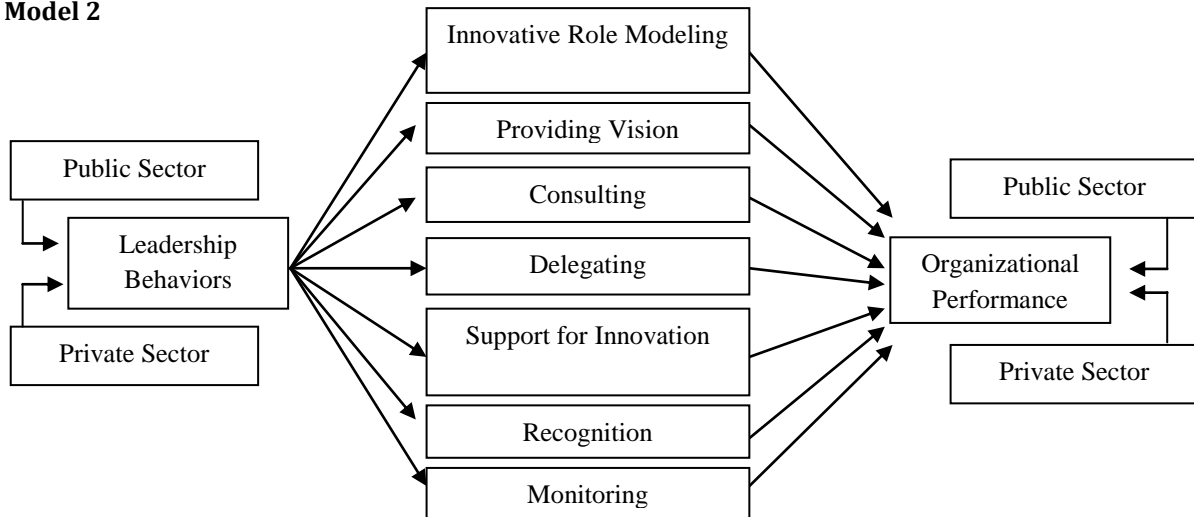 Model 2
Innovative Role Modeling
Providing Vision
Public Sector
Consulting
Public Sector
Leadership
Behaviors
Delegating
Organizational
Performance
Support for Innovation
Private Sector
Private Sector
Recognition
Monitoring